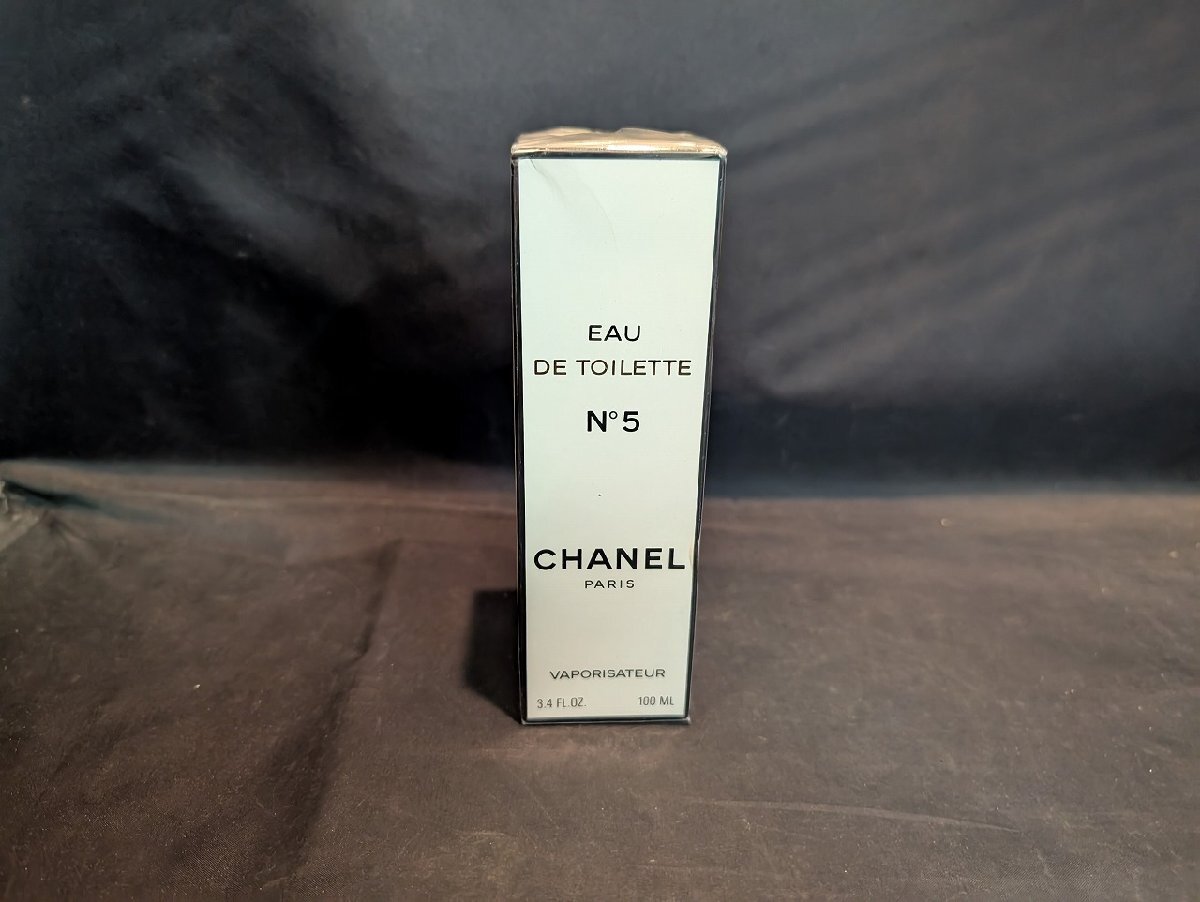 EAU
DE TOILETTE
N°5
CHANEL
PARIS
VAPORISATEUR
3.4 FL.OZ. 100 ML